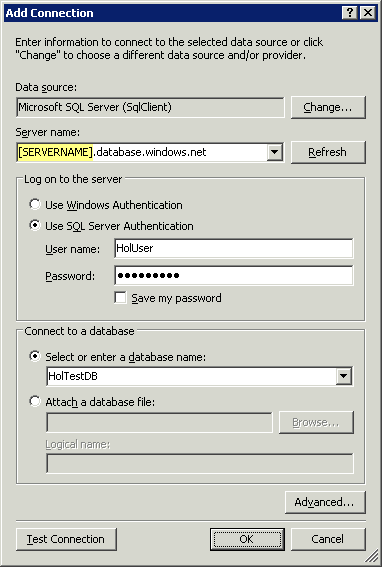 Add Connection
Enter information to connect to the selected data source or click
"Change" to choose a different data source and/or provider.
Data source:
Microsoft SQL Server (SqlClient)
Change...
Server name:
[SERVERNAME].database.windows.net
Refresh
Log on to the server
Use Windows Authentication
Use SQL Server Authentication
User name:
HolUser
Password:
●●●●●●●●●
Save my password
Connect to a database
Select or enter a database name:
HolTestDB
Attach a database file:
Browse...
Logical name:
Advanced...
Test Connection
OK
Cancel